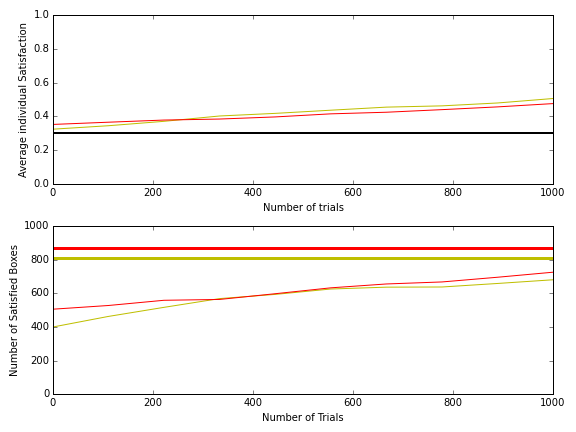 Average individual Satisfaction
1.0
0.8
0.6
0.4
0.2
0.0
0 200 400 600 800 1000
Number of trials
Number of Satisfied Boxes
1000
800
600
400
200
0
0 200 400 600 800 1000
Number of Trials